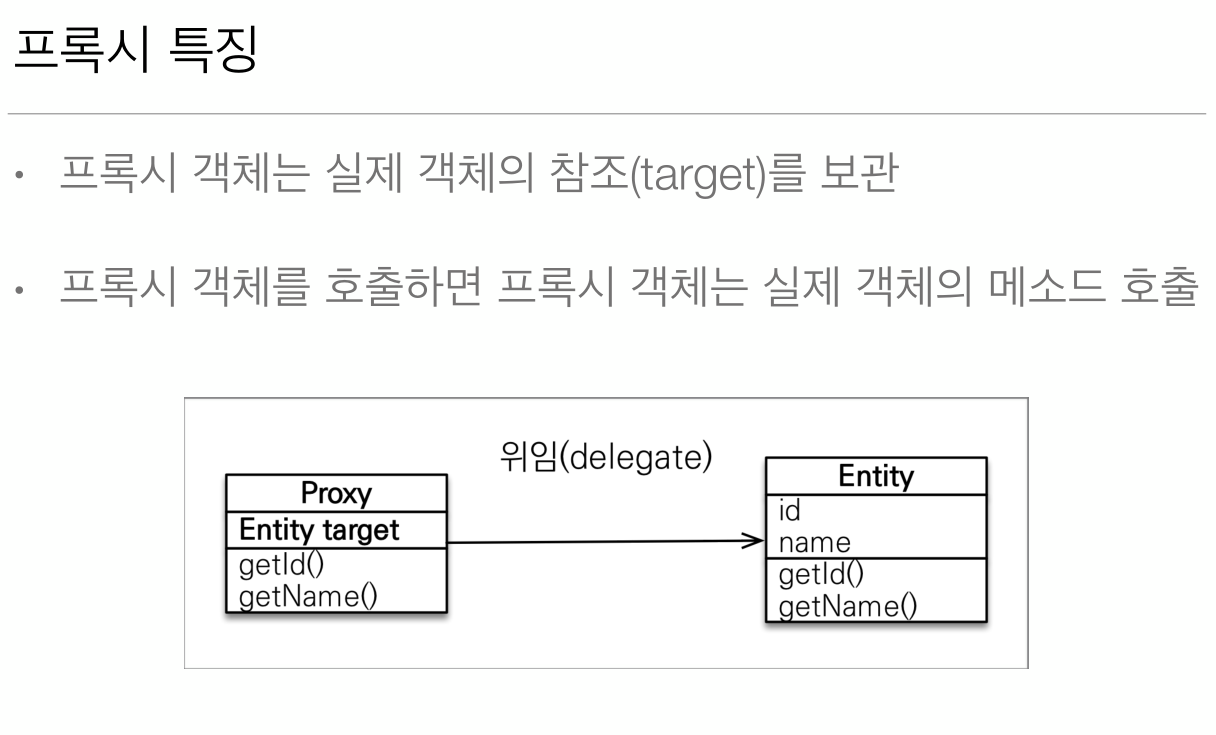 프록시 특징
• 프록시 객체는 실제 객체의 참조(target)를 보관
• 프록시 객체를 호출하면 프록시 객체는 실제 객체의 메소드 호출
위임(delegate)
Proxy
Entity target
getId()
getName()
Entity
id
name
getId()
getName()